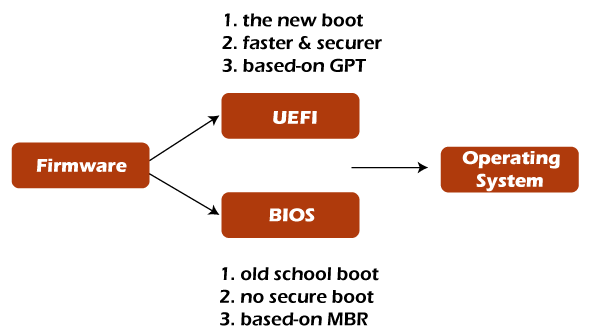 1. the new boot
2. faster & securer
3. based-on GPT
UEFI
Firmware
Operating
System
BIOS
1. old school boot
2. no secure boot
3. based-on MBR